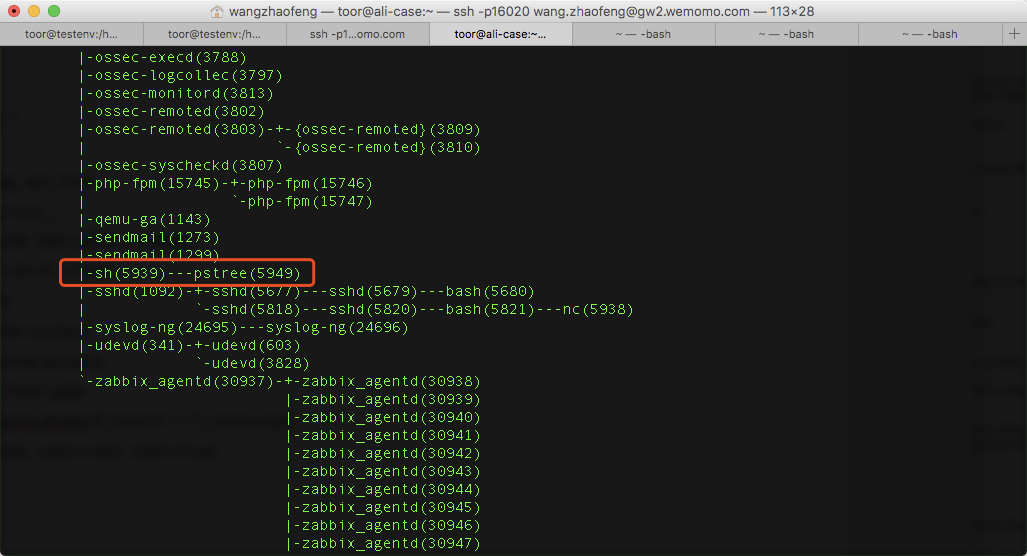 wangzhaofeng — toor@ali-case:~ — ssh -p16020 wang.zhaofeng@gw2.wemomo.com — 113×28
toor@testenv:/h... toor@testenv:/h... ssh -p1...omo.com toor@ali-case:~... ~ — -bash ~ — -bash ~ — -bash +
|-ossec-execd(3788)
|-ossec-logcollec(3797)
|-ossec-monitord(3813)
|-ossec-remoted(3802)
|-ossec-remoted(3803)-+-{ossec-remoted}(3809)
| `-{ossec-remoted}(3810)
|-ossec-syscheckd(3807)
|-php-fpm(15745)-+-php-fpm(15746)
| `-php-fpm(15747)
|-qemu-ga(1143)
|-sendmail(1273)
|-sendmail(1299)
|-sh(5939)---pstree(5949)
|-sshd(1092)-+-sshd(5677)---sshd(5679)---bash(5680)
| `-sshd(5818)---sshd(5820)---bash(5821)---nc(5938)
|-syslog-ng(24695)---syslog-ng(24696)
|-udevd(341)-+-udevd(603)
| `-udevd(3828)
`-zabbix_agentd(30937)-+-zabbix_agentd(30938)
|-zabbix_agentd(30939)
|-zabbix_agentd(30940)
|-zabbix_agentd(30941)
|-zabbix_agentd(30942)
|-zabbix_agentd(30943)
|-zabbix_agentd(30944)
|-zabbix_agentd(30945)
|-zabbix_agentd(30946)
|-zabbix_agentd(30947)